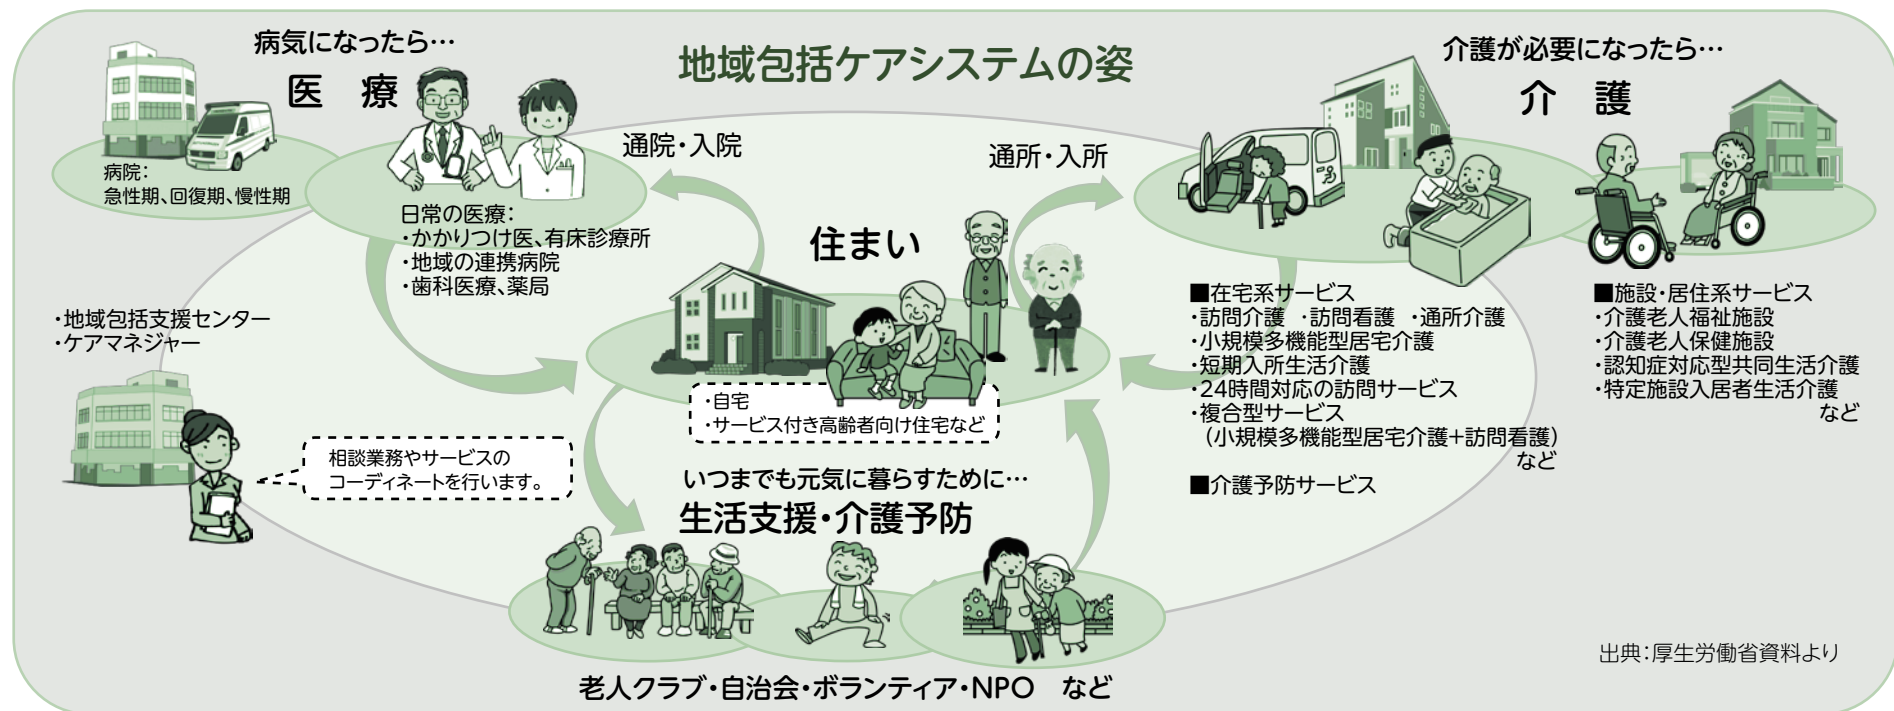 地域包括ケアシステムの姿
病気になったら…
医　療
病院：
急性期、回復期、慢性期
日常の医療：
・かかりつけ医、有床診療所
・地域の連携病院
・歯科医療、薬局
通院・入院
通所・入所
介護が必要になったら…
介　護
■在宅系サービス
・訪問介護　・訪問看護　・通所介護
・小規模多機能型居宅介護
・短期入所生活介護
・24時間対応の訪問サービス
・複合型サービス
（小規模多機能型居宅介護+訪問看護）
など
■介護予防サービス
■施設・居住系サービス
・介護老人福祉施設
・介護老人保健施設
・認知症対応型共同生活介護
・特定施設入居者生活介護
など
住まい
・自宅
・サービス付き高齢者向け住宅など
・地域包括支援センター
・ケアマネジャー
相談業務やサービスの
コーディネートを行います。
いつまでも元気に暮らすために…
生活支援・介護予防
老人クラブ・自治会・ボランティア・NPO　など
出典：厚生労働省資料より